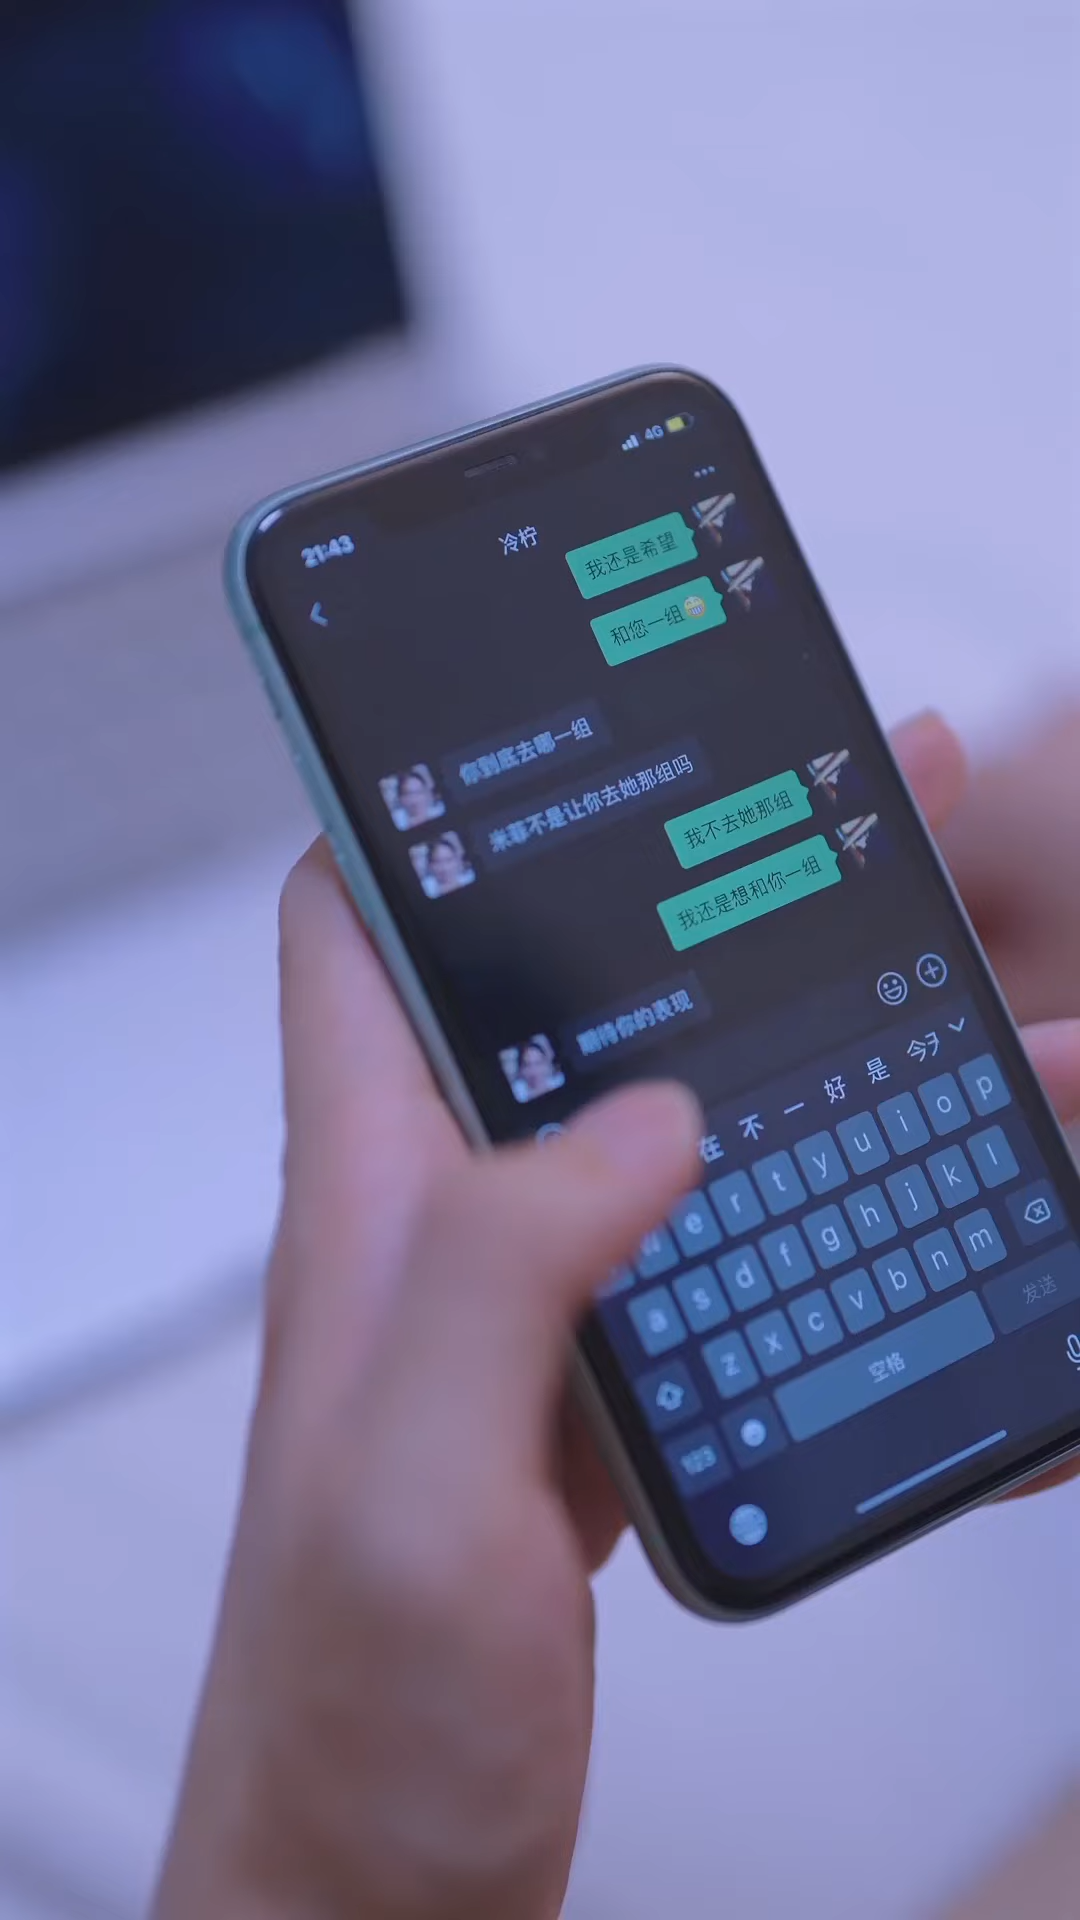 4G
21:43
冷柠
我还是希望
和您一组😁
你到底去哪一组
米菲不是让你去她那组吗
我不去她那组
我还是想和你一组
期待你的表现
在 不 一 好 是 今天
w e r t y u i o p
a s d f g h j k l
z x c v b n m
123 空格 发送